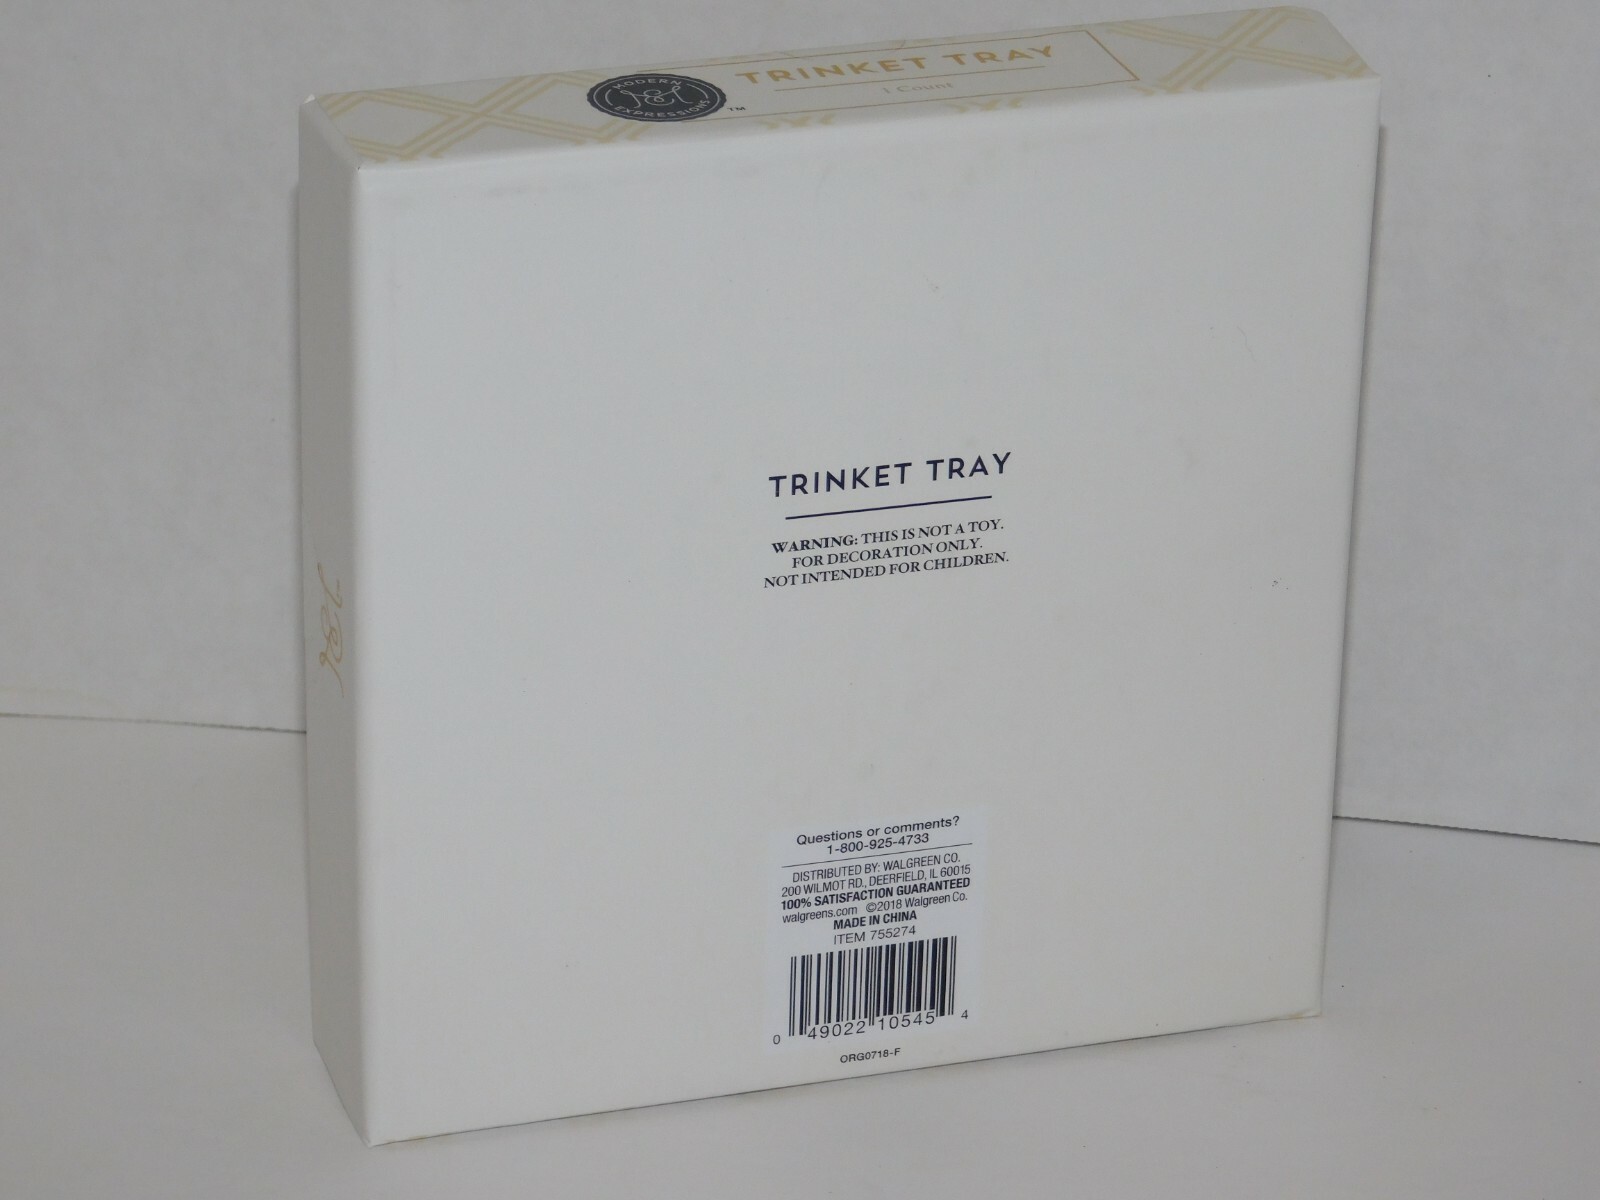 MODERN
EXPRESSIONS
™
TRINKET TRAY
1 Count
TRINKET TRAY
WARNING: THIS IS NOT A TOY.
FOR DECORATION ONLY.
NOT INTENDED FOR CHILDREN.
Questions or comments?
1-800-925-4733
DISTRIBUTED BY: WALGREEN CO.
200 WILMOT RD., DEERFIELD, IL 60015
100% SATISFACTION GUARANTEED
walgreens.com ©2018 Walgreen Co.
MADE IN CHINA
ITEM 755274
0 49022 10545 4
ORG0718-F